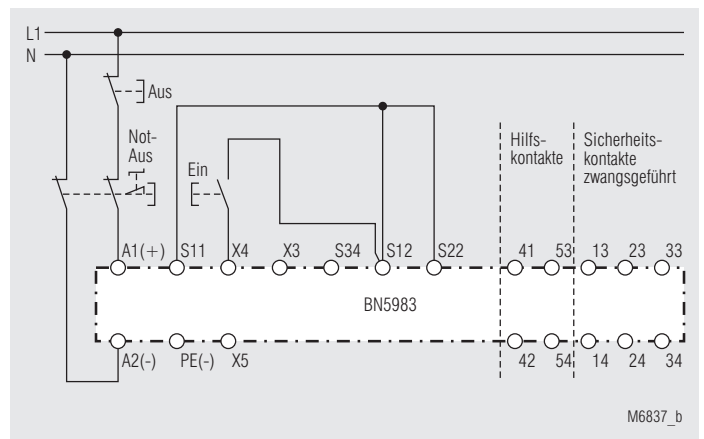 L1
N
Aus
Not-
Aus
Ein
Hilfs-
kontakte
Sicherheits-
kontakte
zwangsgeführt
A1(+) S11 X4 X3 S34 S12 S22 41 53 13 23 33
BN5983
A2(-) PE(-) X5 42 54 14 24 34
M6837_b